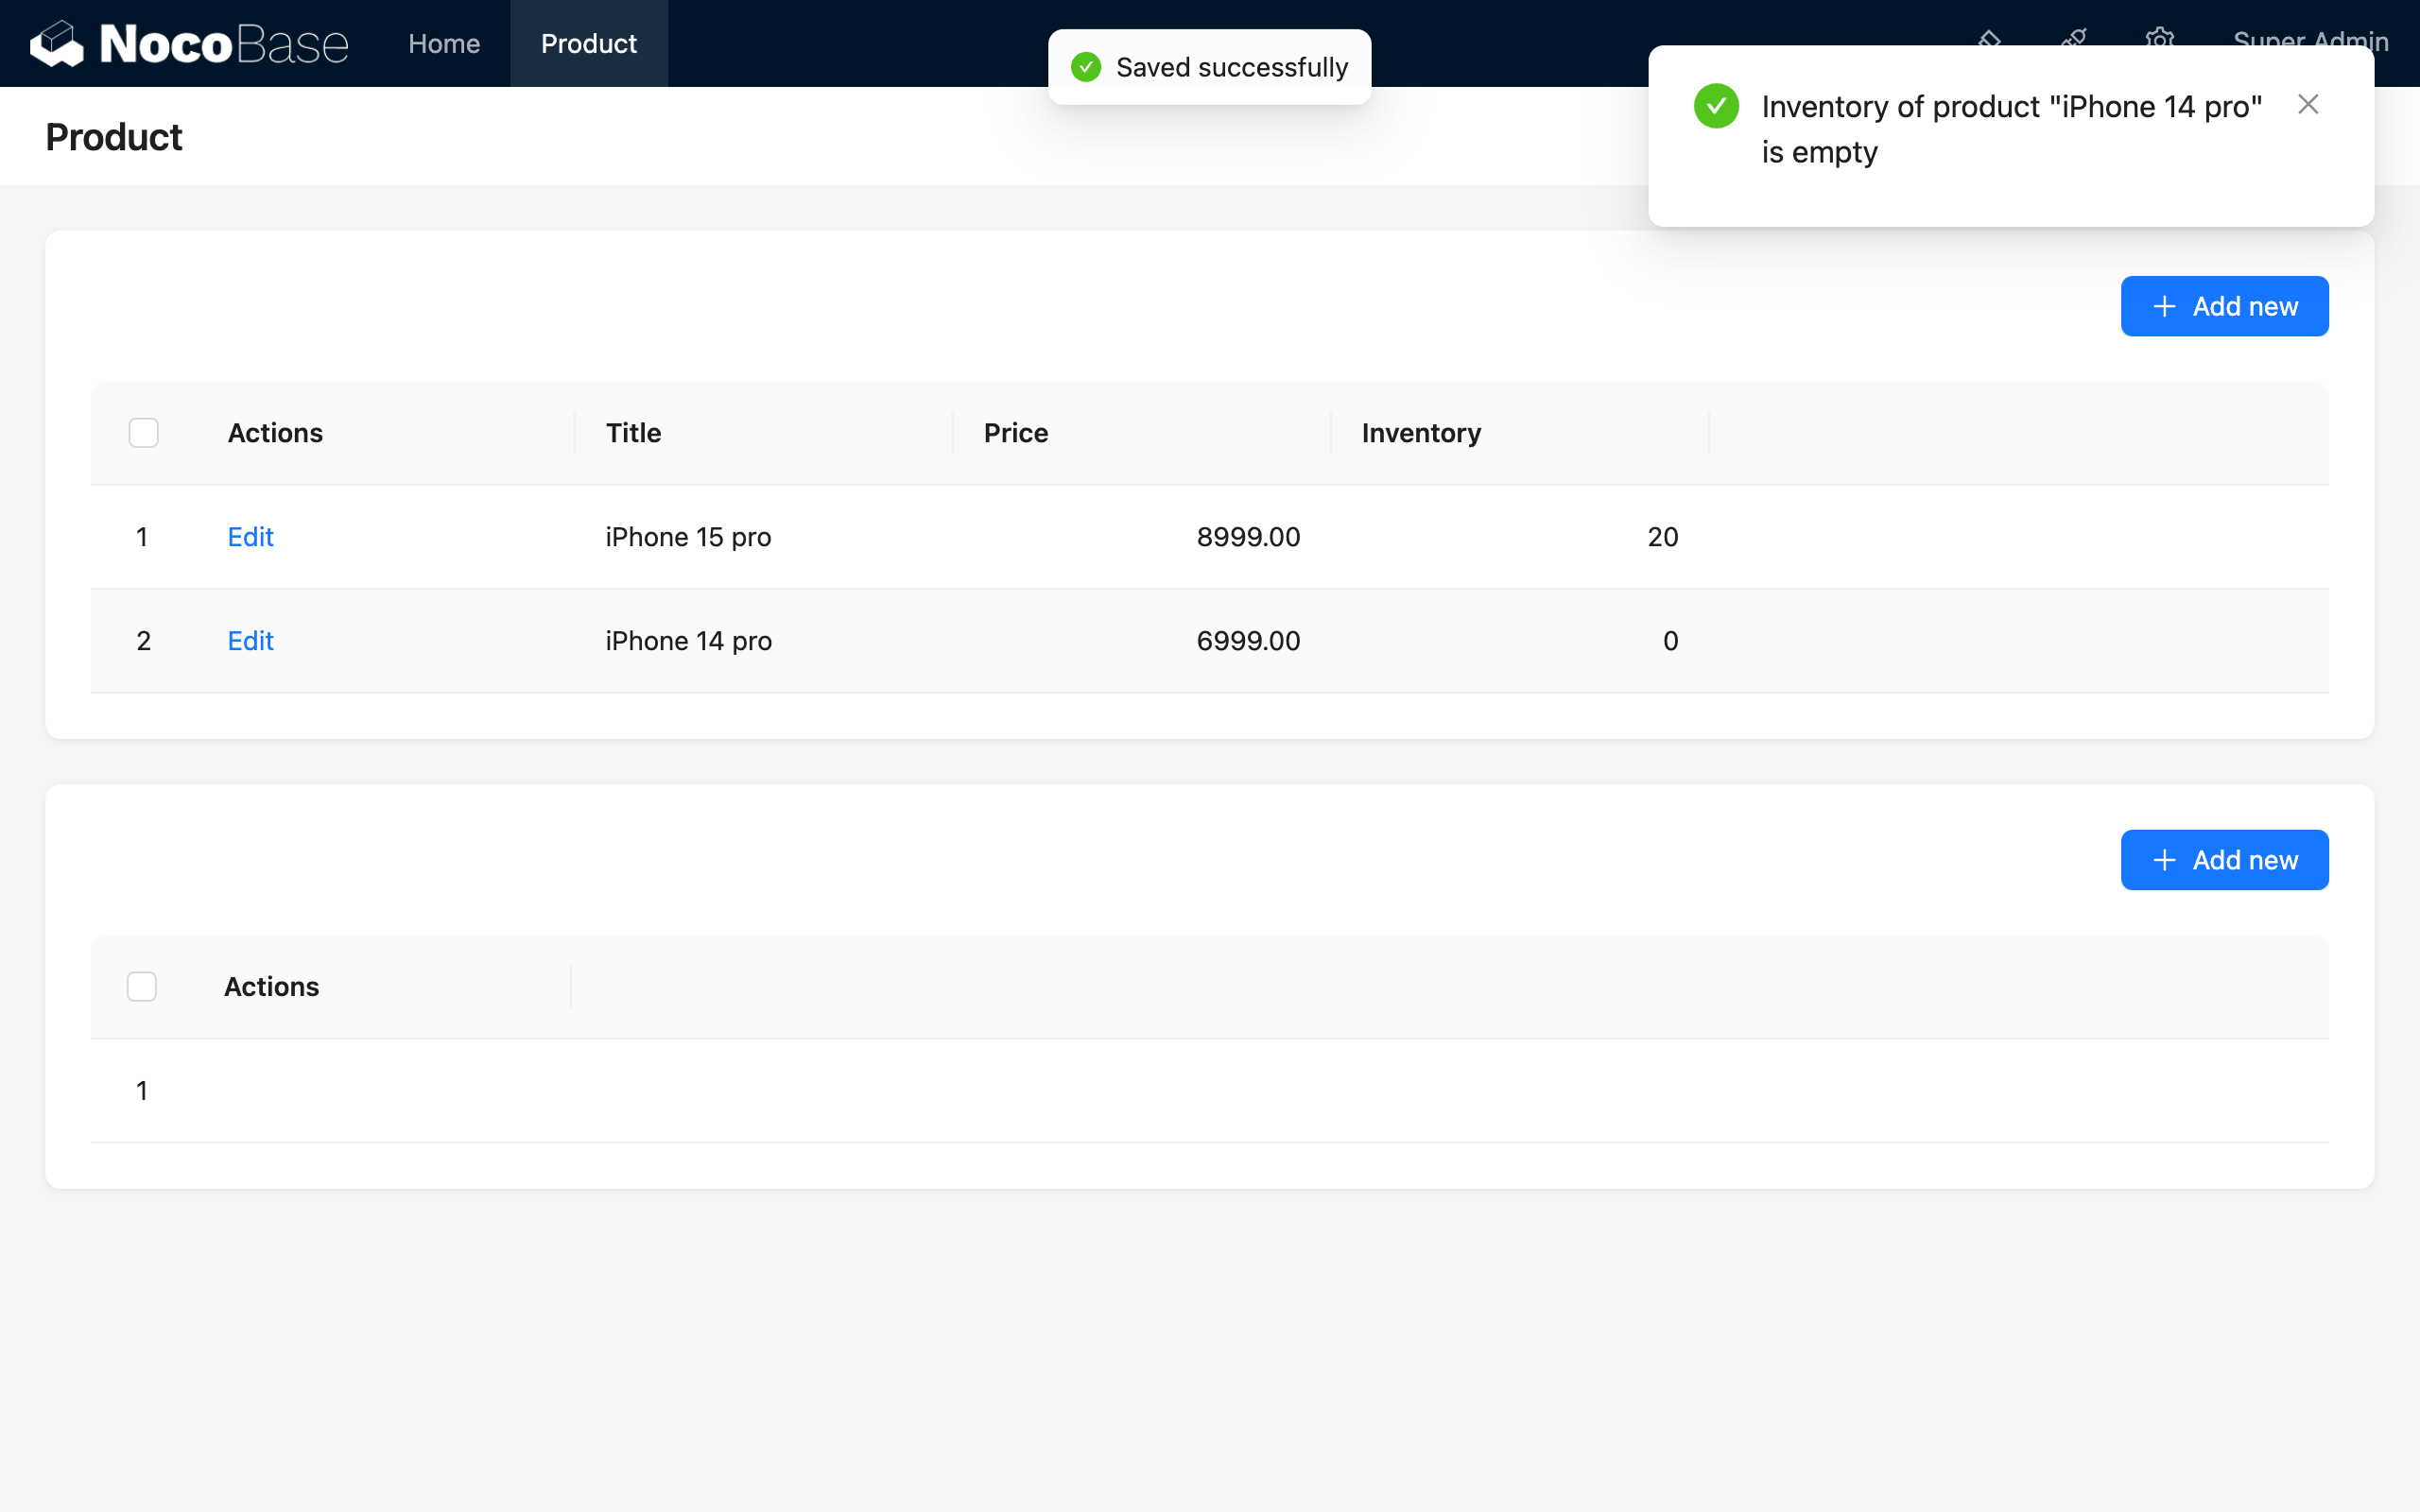 NocoBase
Home
Product
Super Admin
Saved successfully
Inventory of product "iPhone 14 pro"
is empty
Product
Add new
Actions Title Price Inventory
1 Edit iPhone 15 pro 8999.00 20
2 Edit iPhone 14 pro 6999.00 0
Add new
Actions
1